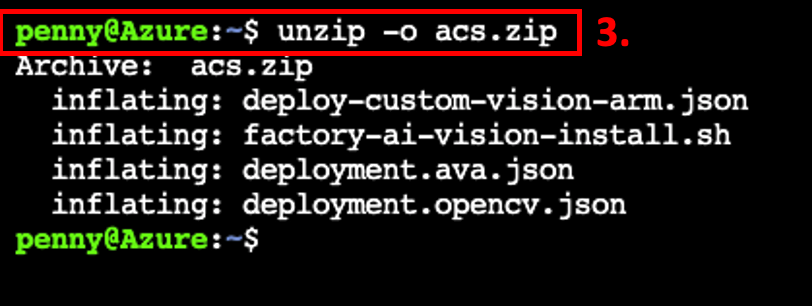 penny@Azure:~$ unzip -o acs.zip 3.
Archive:  acs.zip
  inflating: deploy-custom-vision-arm.json
  inflating: factory-ai-vision-install.sh
  inflating: deployment.ava.json
  inflating: deployment.opencv.json
penny@Azure:~$